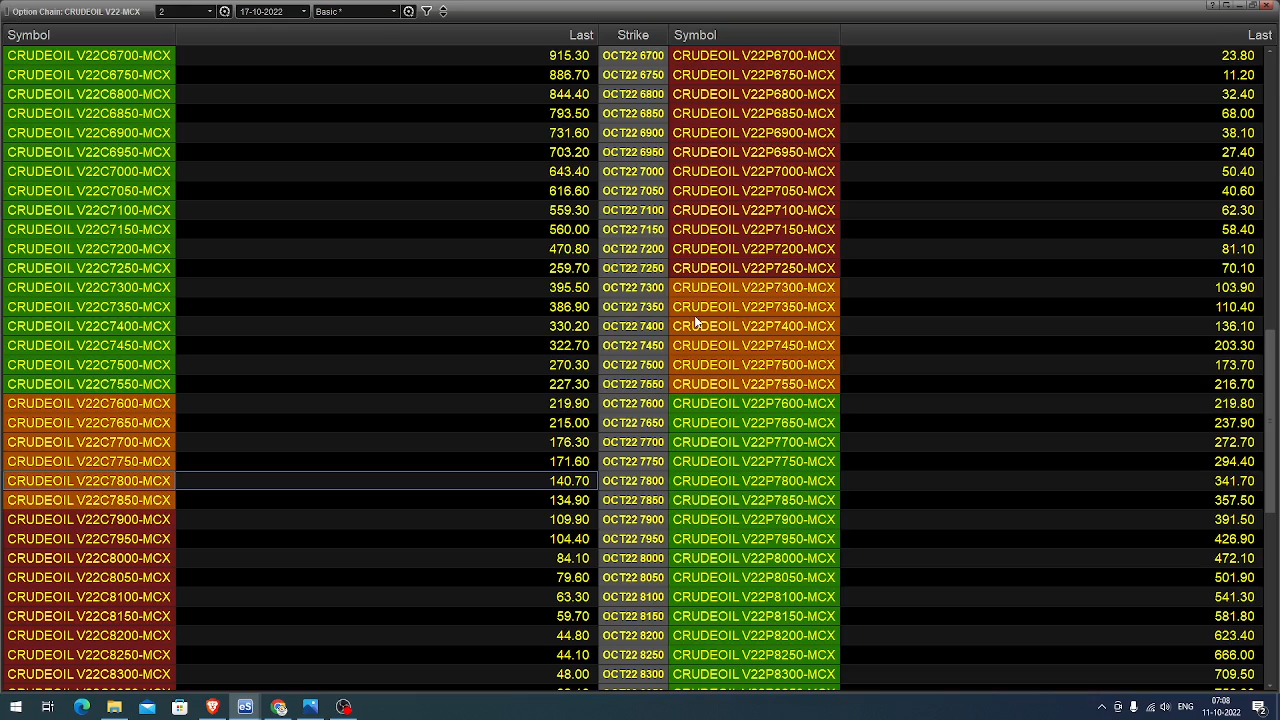 Option Chain: CRUDEOIL V22-MCX 2 17-10-2022 Basic *
Symbol Last Strike Symbol Last
CRUDEOIL V22C6700-MCX 915.30 OCT22 6700 CRUDEOIL V22P6700-MCX 23.80
CRUDEOIL V22C6750-MCX 886.70 OCT22 6750 CRUDEOIL V22P6750-MCX 11.20
CRUDEOIL V22C6800-MCX 844.40 OCT22 6800 CRUDEOIL V22P6800-MCX 32.40
CRUDEOIL V22C6850-MCX 793.50 OCT22 6850 CRUDEOIL V22P6850-MCX 68.00
CRUDEOIL V22C6900-MCX 731.60 OCT22 6900 CRUDEOIL V22P6900-MCX 38.10
CRUDEOIL V22C6950-MCX 703.20 OCT22 6950 CRUDEOIL V22P6950-MCX 27.40
CRUDEOIL V22C7000-MCX 643.40 OCT22 7000 CRUDEOIL V22P7000-MCX 50.40
CRUDEOIL V22C7050-MCX 616.60 OCT22 7050 CRUDEOIL V22P7050-MCX 40.60
CRUDEOIL V22C7100-MCX 559.30 OCT22 7100 CRUDEOIL V22P7100-MCX 62.30
CRUDEOIL V22C7150-MCX 560.00 OCT22 7150 CRUDEOIL V22P7150-MCX 58.40
CRUDEOIL V22C7200-MCX 470.80 OCT22 7200 CRUDEOIL V22P7200-MCX 81.10
CRUDEOIL V22C7250-MCX 259.70 OCT22 7250 CRUDEOIL V22P7250-MCX 70.10
CRUDEOIL V22C7300-MCX 395.50 OCT22 7300 CRUDEOIL V22P7300-MCX 103.90
CRUDEOIL V22C7350-MCX 386.90 OCT22 7350 CRUDEOIL V22P7350-MCX 110.40
CRUDEOIL V22C7400-MCX 330.20 OCT22 7400 CRUDEOIL V22P7400-MCX 136.10
CRUDEOIL V22C7450-MCX 322.70 OCT22 7450 CRUDEOIL V22P7450-MCX 203.30
CRUDEOIL V22C7500-MCX 270.30 OCT22 7500 CRUDEOIL V22P7500-MCX 173.70
CRUDEOIL V22C7550-MCX 227.30 OCT22 7550 CRUDEOIL V22P7550-MCX 216.70
CRUDEOIL V22C7600-MCX 219.90 OCT22 7600 CRUDEOIL V22P7600-MCX 219.80
CRUDEOIL V22C7650-MCX 215.00 OCT22 7650 CRUDEOIL V22P7650-MCX 237.90
CRUDEOIL V22C7700-MCX 176.30 OCT22 7700 CRUDEOIL V22P7700-MCX 272.70
CRUDEOIL V22C7750-MCX 171.60 OCT22 7750 CRUDEOIL V22P7750-MCX 294.40
CRUDEOIL V22C7800-MCX 140.70 OCT22 7800 CRUDEOIL V22P7800-MCX 341.70
CRUDEOIL V22C7850-MCX 134.90 OCT22 7850 CRUDEOIL V22P7850-MCX 357.50
CRUDEOIL V22C7900-MCX 109.90 OCT22 7900 CRUDEOIL V22P7900-MCX 391.50
CRUDEOIL V22C7950-MCX 104.40 OCT22 7950 CRUDEOIL V22P7950-MCX 426.90
CRUDEOIL V22C8000-MCX 84.10 OCT22 8000 CRUDEOIL V22P8000-MCX 472.10
CRUDEOIL V22C8050-MCX 79.60 OCT22 8050 CRUDEOIL V22P8050-MCX 501.90
CRUDEOIL V22C8100-MCX 63.30 OCT22 8100 CRUDEOIL V22P8100-MCX 541.30
CRUDEOIL V22C8150-MCX 59.70 OCT22 8150 CRUDEOIL V22P8150-MCX 581.80
CRUDEOIL V22C8200-MCX 44.80 OCT22 8200 CRUDEOIL V22P8200-MCX 623.40
CRUDEOIL V22C8250-MCX 44.10 OCT22 8250 CRUDEOIL V22P8250-MCX 666.00
CRUDEOIL V22C8300-MCX 48.00 OCT22 8300 CRUDEOIL V22P8300-MCX 709.50
eS ENG 07:08
11-10-2022 2